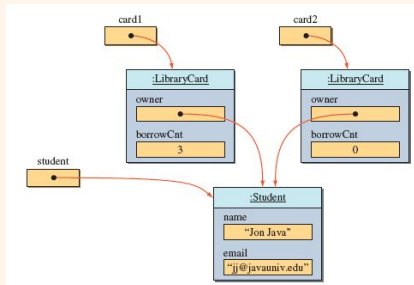 card1
card2
:LibraryCard
:LibraryCard
owner
owner
borrowCnt
borrowCnt
3
0
student
:Student
name
“Jon Java”
email
“jj@javauniv.edu”